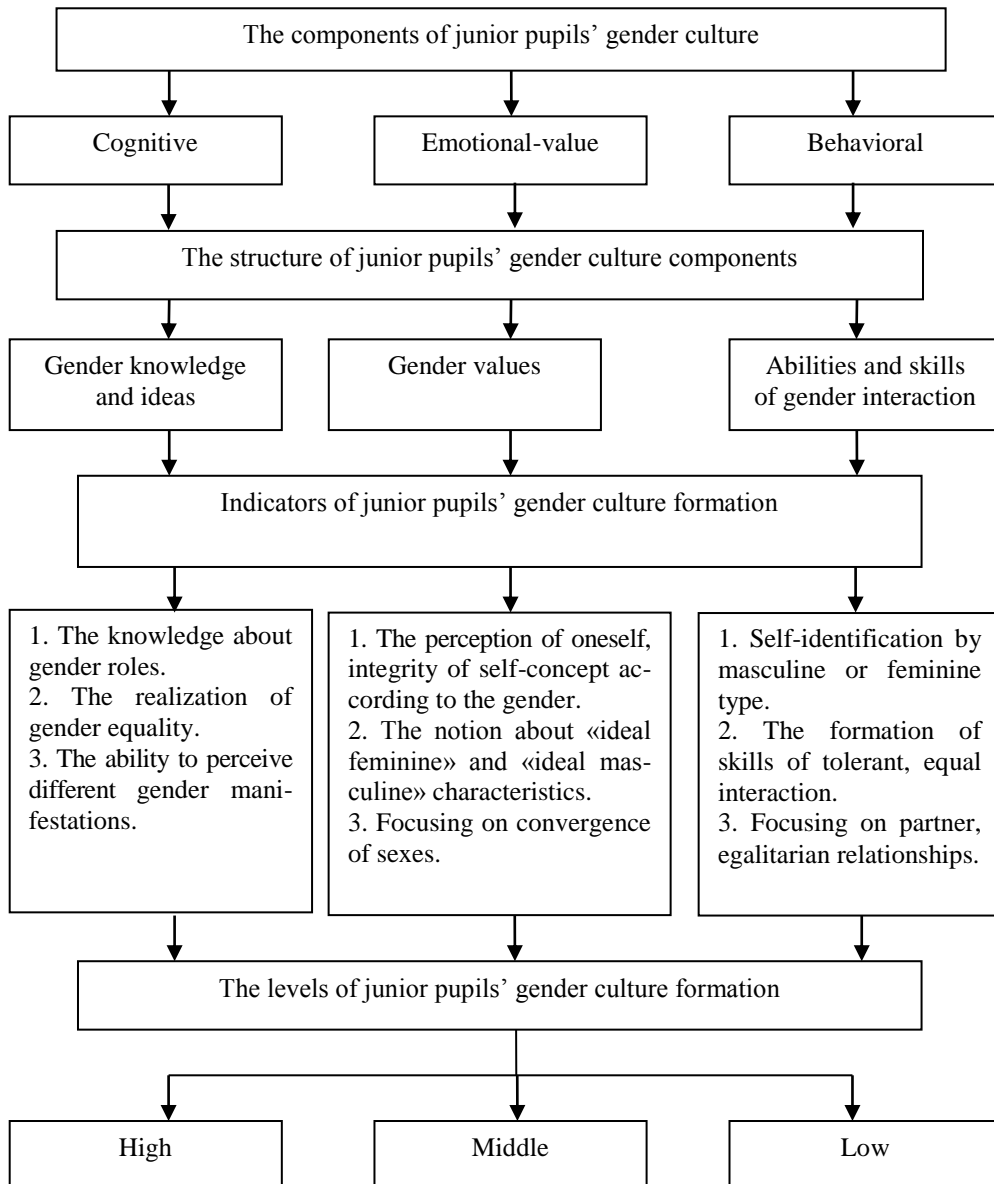 The components of junior pupils’ gender culture
Cognitive
Emotional-value
Behavioral
The structure of junior pupils’ gender culture components
Gender knowledge
and ideas
Gender values
Abilities and skills
of gender interaction
Indicators of junior pupils’ gender culture formation
1. The knowledge about
gender roles.
2. The realization of
gender equality.
3. The ability to perceive
different gender mani-
festations.
1. The perception of oneself,
integrity of self-concept ac-
cording to the gender.
2. The notion about «ideal
feminine» and «ideal mas-
culine» characteristics.
3. Focusing on convergence
of sexes.
1. Self-identification by
masculine or feminine
type.
2. The formation of
skills of tolerant, equal
interaction.
3. Focusing on partner,
egalitarian relationships.
The levels of junior pupils’ gender culture formation
High
Middle
Low